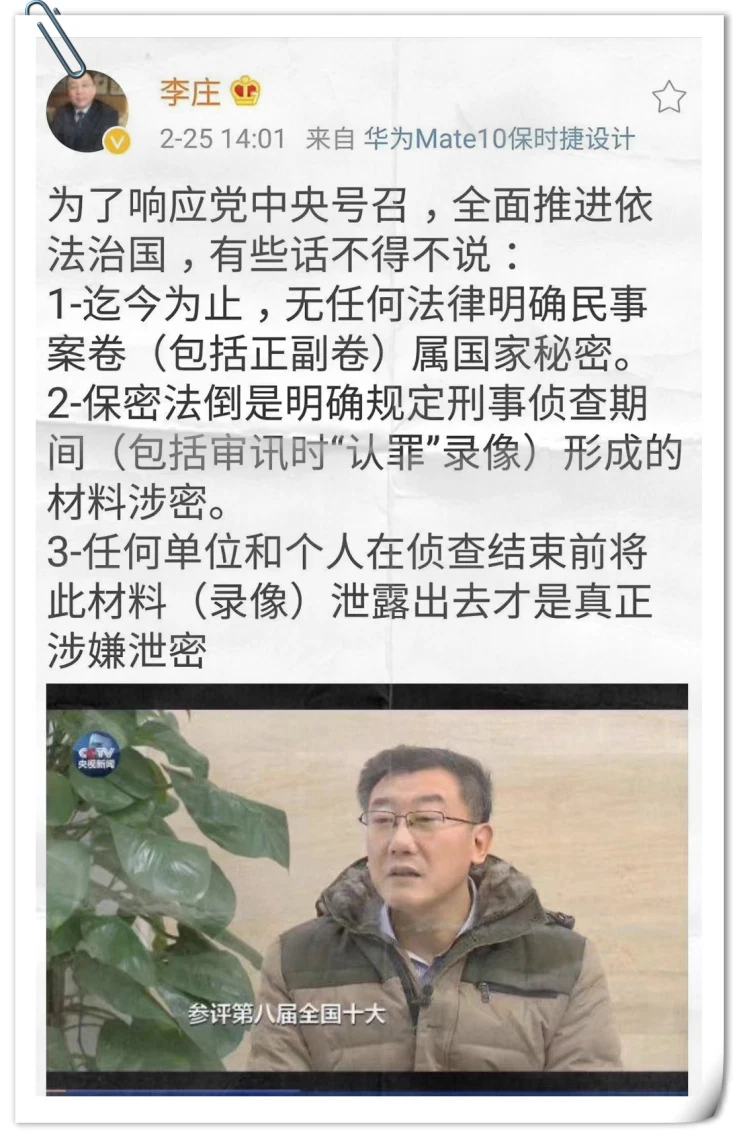 李庄
2-25 14:01 来自 华为Mate10保时捷设计
为了响应党中央号召，全面推进依
法治国，有些话不得不说：
1-迄今为止，无任何法律明确民事
案卷（包括正副卷）属国家秘密。
2-保密法倒是明确规定刑事侦查期
间（包括审讯时“认罪”录像）形成的
材料涉密。
3-任何单位和个人在侦查结束前将
此材料（录像）泄露出去才是真正
涉嫌泄密
CCTV
央视新闻
参评第八届全国十大